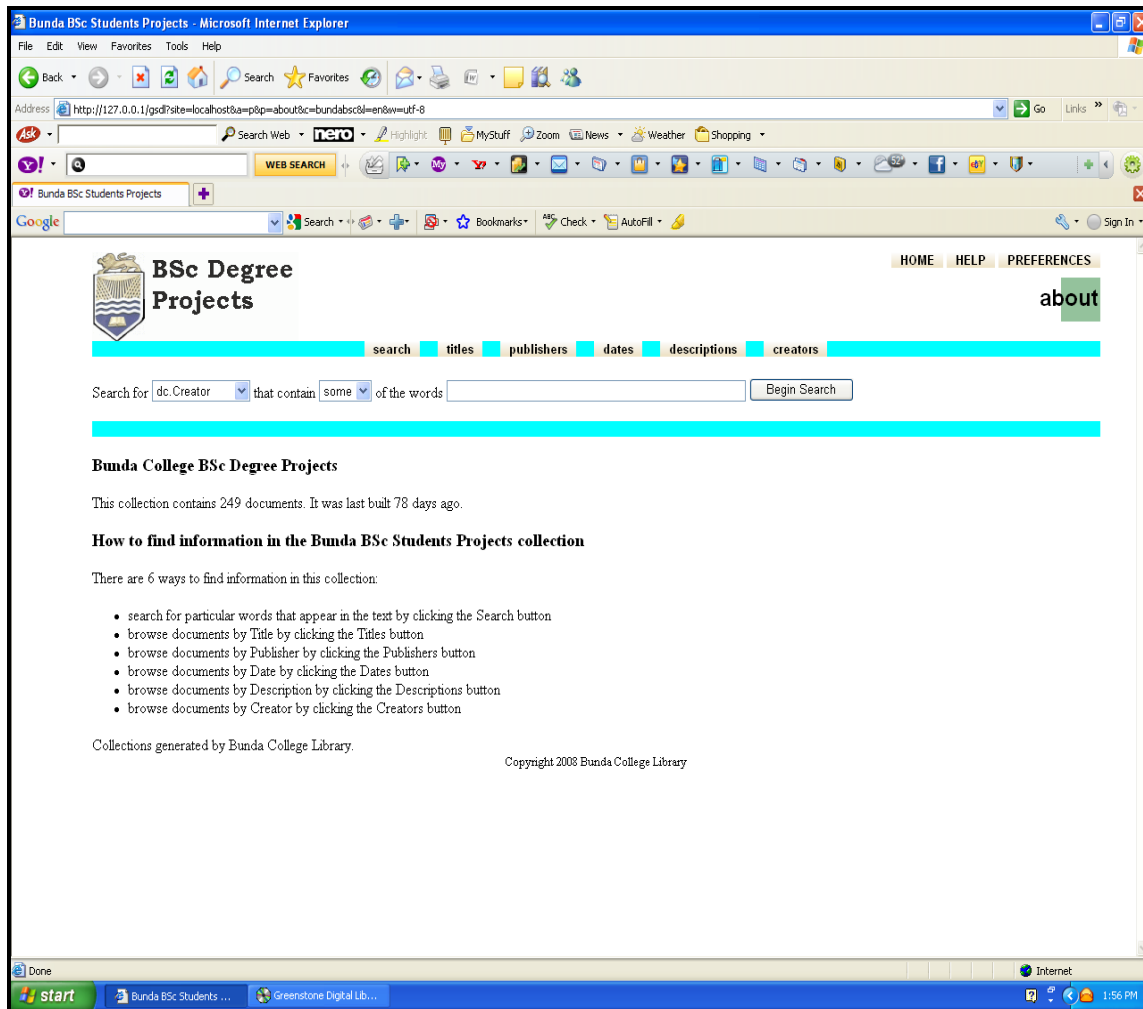 Bunda BSc Students Projects - Microsoft Internet Explorer
File Edit View Favorites Tools Help
Back Search Favorites
Address http://127.0.0.1/gsdl?site=localhost&a=p&p=about&c=bundabsc&l=en&w=utf-8 Go Links »
Ask Search Web nero Highlight MyStuff Zoom News Weather Shopping
Y! WEB SEARCH My 52
Y! Bunda BSc Students Projects
Google Search Bookmarks ABC Check AutoFill Sign In
BSc Degree
Projects
HOME HELP PREFERENCES
about
search titles publishers dates descriptions creators
Search for dc.Creator that contain some of the words Begin Search
Bunda College BSc Degree Projects
This collection contains 249 documents. It was last built 78 days ago.
How to find information in the Bunda BSc Students Projects collection
There are 6 ways to find information in this collection:
• search for particular words that appear in the text by clicking the Search button
• browse documents by Title by clicking the Titles button
• browse documents by Publisher by clicking the Publishers button
• browse documents by Date by clicking the Dates button
• browse documents by Description by clicking the Descriptions button
• browse documents by Creator by clicking the Creators button
Collections generated by Bunda College Library.
Copyright 2008 Bunda College Library
Done Internet
start Bunda BSc Students ... Greenstone Digital Lib... 1:56 PM